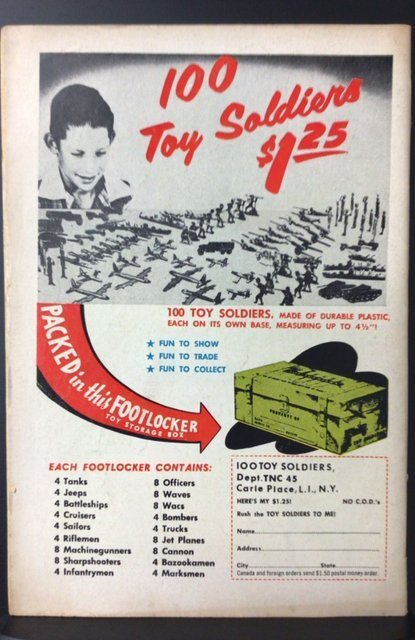 100
Toy Soldiers
$1.25
100 TOY SOLDIERS, MADE OF DURABLE PLASTIC,
EACH ON ITS OWN BASE, MEASURING UP TO 4½"!
★ FUN TO SHOW
★ FUN TO TRADE
★ FUN TO COLLECT
PACKED in this FOOTLOCKER
TOY STORAGE BOX
PROPERTY OF
EACH FOOTLOCKER CONTAINS:
4 Tanks
4 Jeeps
4 Battleships
4 Cruisers
4 Sailors
4 Riflemen
8 Machinegunners
8 Sharpshooters
4 Infantrymen
8 Officers
8 Waves
8 Wacs
4 Bombers
4 Trucks
8 Jet Planes
8 Cannon
4 Bazookamen
4 Marksmen
100 TOY SOLDIERS,
Dept. TNC 45
Carle Place, L.I., N.Y.
HERE'S MY $1.25! NO C.O.D.'s
Rush the TOY SOLDIERS TO ME!
Name
Address
City State
Canada and foreign orders send $1.50 postal money order.